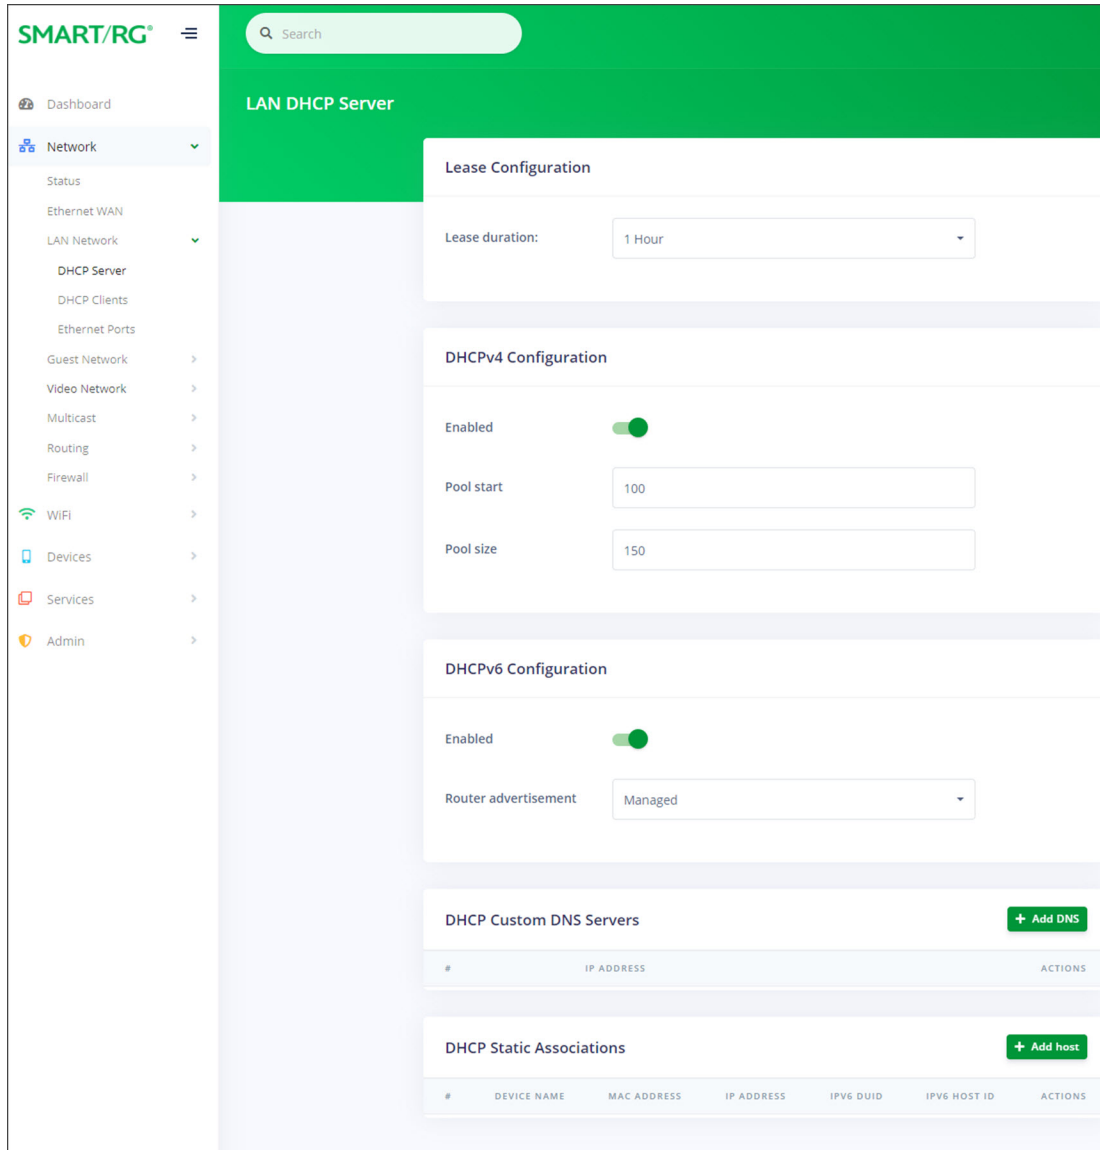 SMART/RG®
Search
Dashboard
Network
Status
Ethernet WAN
LAN Network
DHCP Server
DHCP Clients
Ethernet Ports
Guest Network
Video Network
Multicast
Routing
Firewall
WiFi
Devices
Services
Admin
LAN DHCP Server
Lease Configuration
Lease duration: 1 Hour
DHCPv4 Configuration
Enabled
Pool start 100
Pool size 150
DHCPv6 Configuration
Enabled
Router advertisement Managed
DHCP Custom DNS Servers + Add DNS
# IP ADDRESS ACTIONS
DHCP Static Associations + Add host
# DEVICE NAME MAC ADDRESS IP ADDRESS IPV6 DUID IPV6 HOST ID ACTIONS